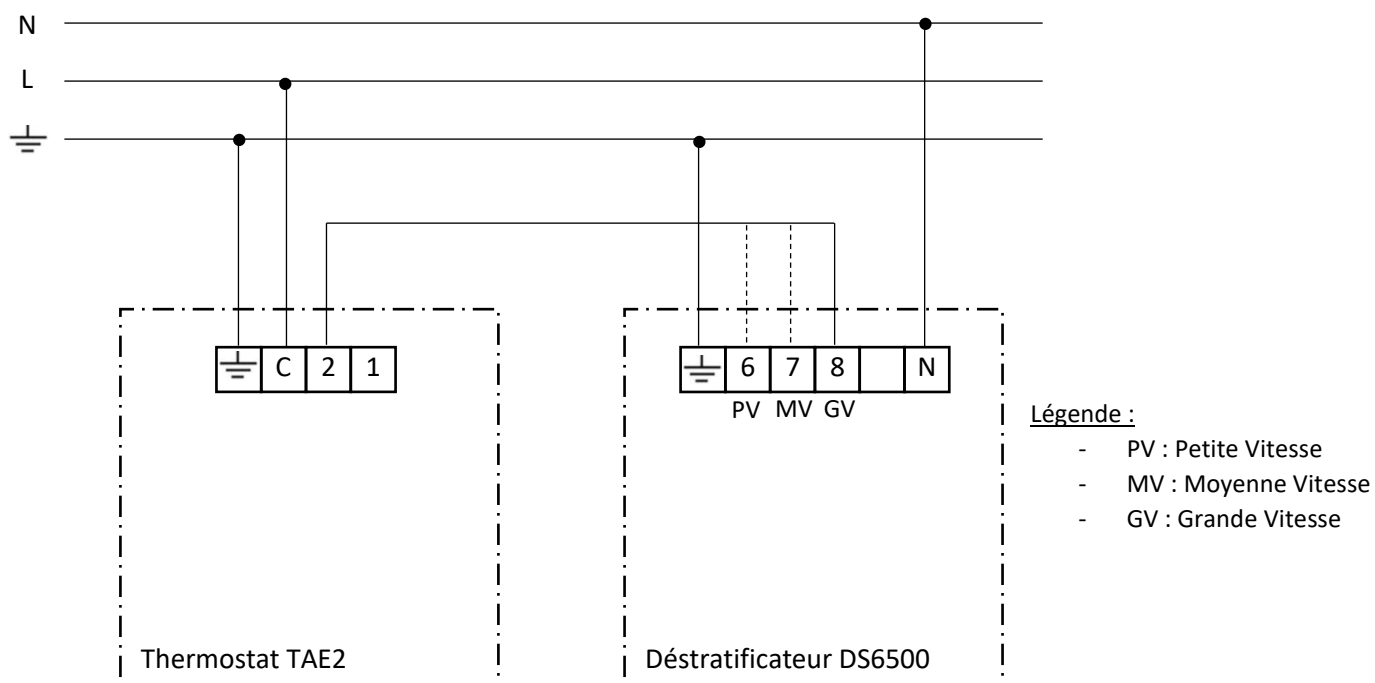 N
L
C 2 1
6 7 8 N
PV MV GV
Légende :
- PV : Petite Vitesse
- MV : Moyenne Vitesse
- GV : Grande Vitesse
Thermostat TAE2
Déstratificateur DS6500